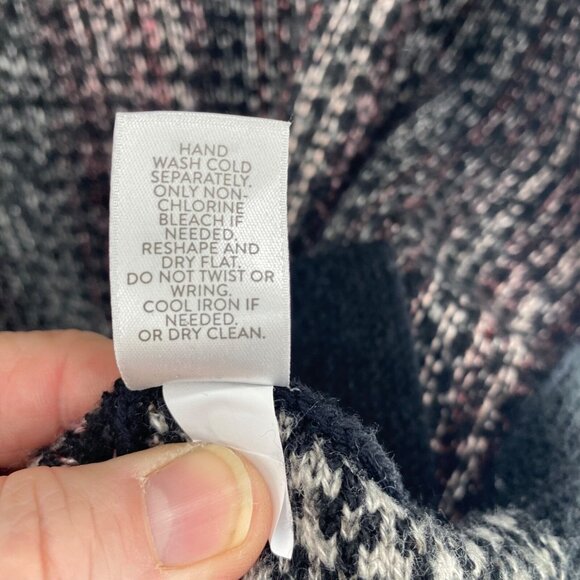 HAND
WASH COLD
SEPARATELY.
ONLY NON-
CHLORINE
BLEACH IF
NEEDED.
RESHAPE AND
DRY FLAT.
DO NOT TWIST OR
WRING.
COOL IRON IF
NEEDED.
OR DRY CLEAN.